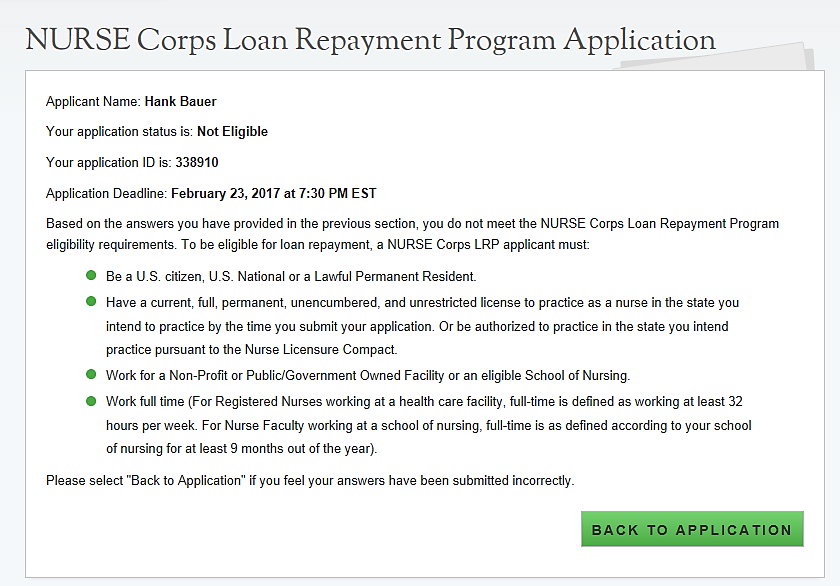 NURSE Corps Loan Repayment Program Application
Applicant Name: Hank Bauer
Your application status is: Not Eligible
Your application ID is: 338910
Application Deadline: February 23, 2017 at 7:30 PM EST
Based on the answers you have provided in the previous section, you do not meet the NURSE Corps Loan Repayment Program
eligibility requirements. To be eligible for loan repayment, a NURSE Corps LRP applicant must:
Be a U.S. citizen, U.S. National or a Lawful Permanent Resident.
Have a current, full, permanent, unencumbered, and unrestricted license to practice as a nurse in the state you
intend to practice by the time you submit your application. Or be authorized to practice in the state you intend
practice pursuant to the Nurse Licensure Compact.
Work for a Non-Profit or Public/Government Owned Facility or an eligible School of Nursing.
Work full time (For Registered Nurses working at a health care facility, full-time is defined as working at least 32
hours per week. For Nurse Faculty working at a school of nursing, full-time is as defined according to your school
of nursing for at least 9 months out of the year).
Please select "Back to Application" if you feel your answers have been submitted incorrectly.
BACK TO APPLICATION